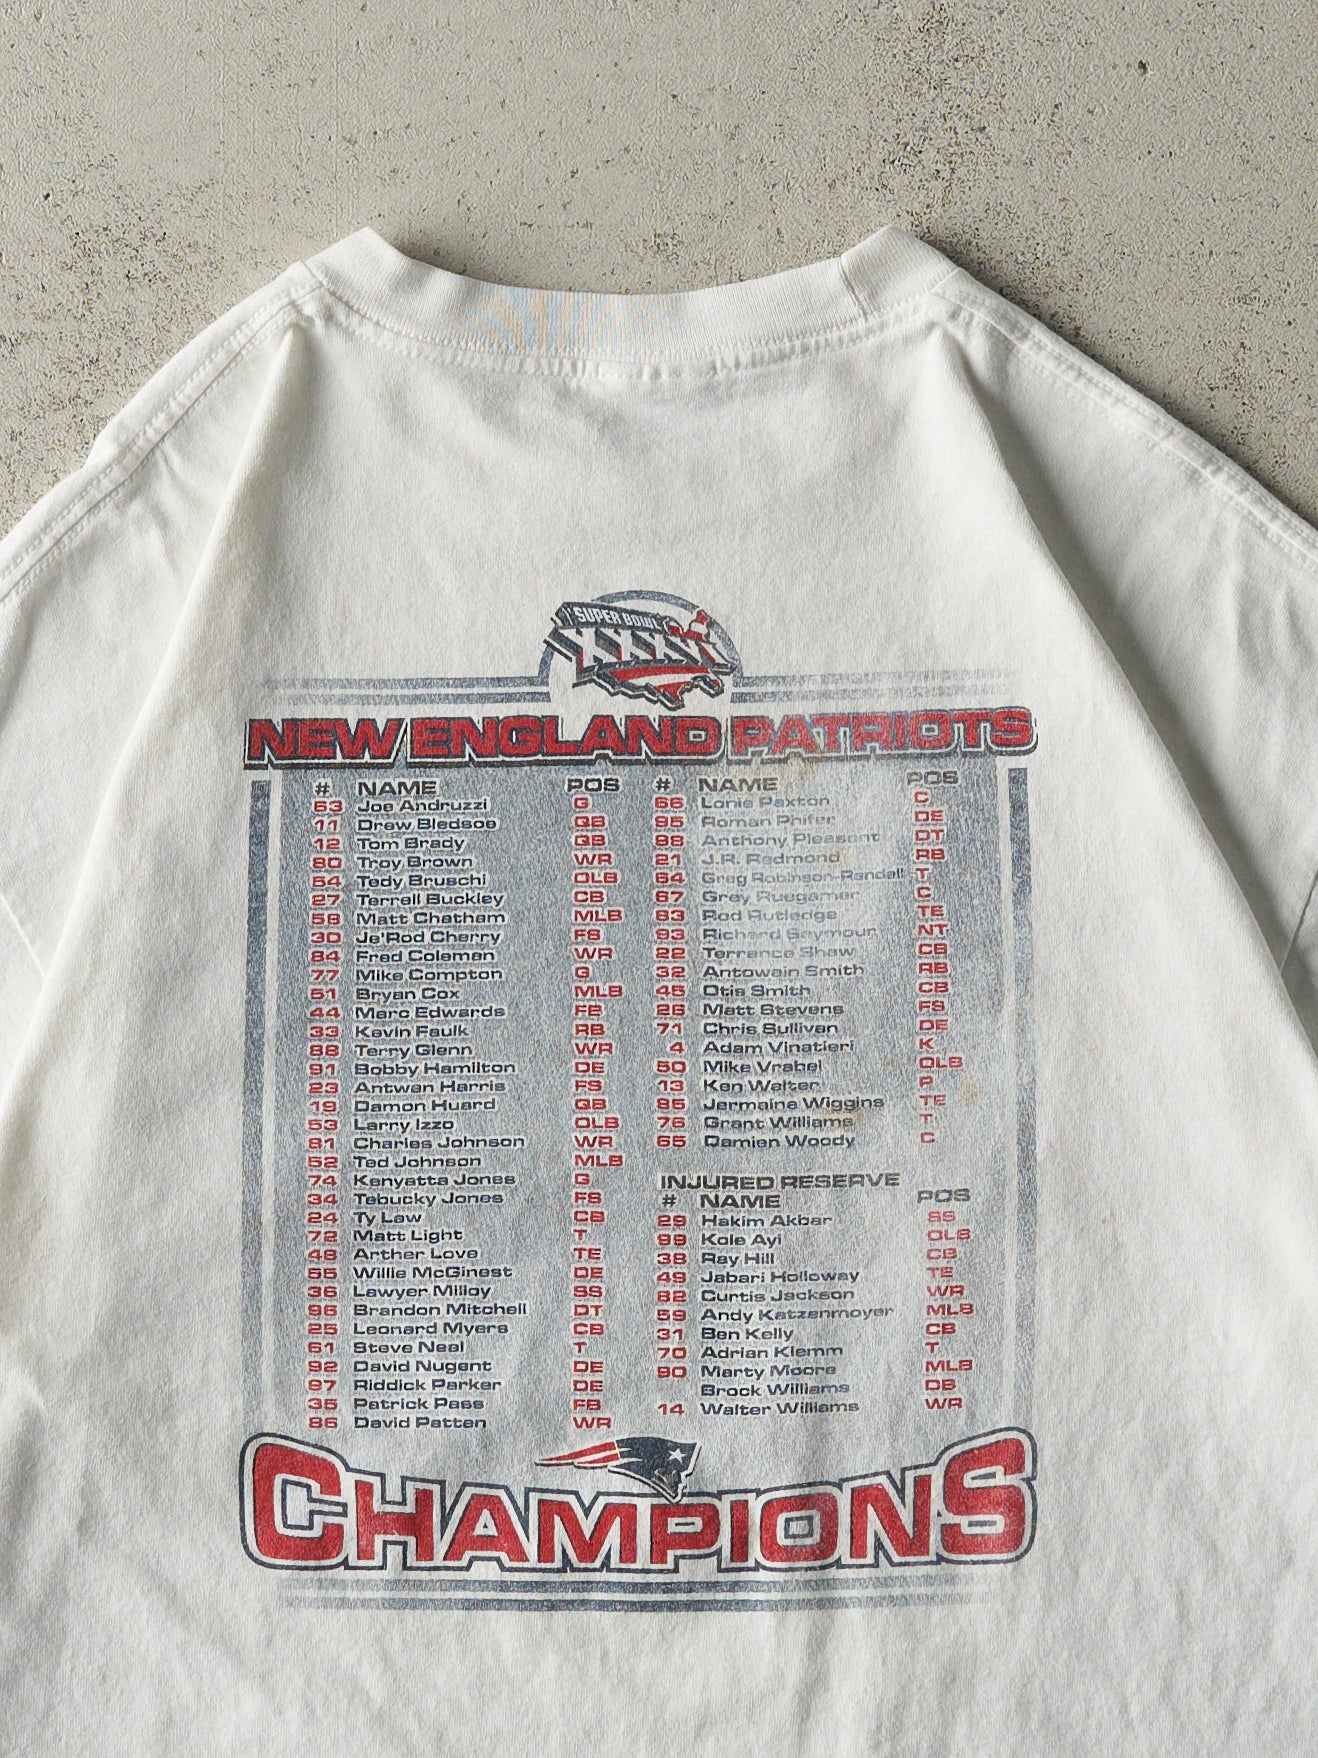 SUPER BOWL
XXXVI
NEW ENGLAND PATRIOTS
# NAME POS
63 Joe Andruzzi G
11 Drew Bledsoe QB
12 Tom Brady QB
80 Troy Brown WR
54 Tedy Bruschi OLB
27 Terrell Buckley CB
58 Matt Chatham MLB
30 Je'Rod Cherry FS
84 Fred Coleman WR
77 Mike Compton G
51 Bryan Cox MLB
44 Marc Edwards FB
33 Kevin Faulk RB
88 Terry Glenn WR
91 Bobby Hamilton DE
23 Antwan Harris FS
19 Damon Huard QB
53 Larry Izzo OLB
81 Charles Johnson WR
52 Ted Johnson MLB
74 Kenyatta Jones G
34 Tebucky Jones FS
24 Ty Law CB
72 Matt Light T
48 Arther Love TE
55 Willie McGinest DE
36 Lawyer Milloy SS
96 Brandon Mitchell DT
25 Leonard Myers CB
61 Steve Neal T
92 David Nugent DE
97 Riddick Parker DE
35 Patrick Pass FB
86 David Patten WR
# NAME POS
66 Lonie Paxton C
95 Roman Phifer DE
98 Anthony Pleasant DT
21 J.R. Redmond RB
64 Greg Robinson-Randall T
67 Grey Ruegamer C
83 Rod Rutledge TE
93 Richard Seymour NT
22 Terrence Shaw CB
32 Antowain Smith RB
45 Otis Smith CB
26 Matt Stevens FS
71 Chris Sullivan DE
4 Adam Vinatieri K
50 Mike Vrabel OLB
13 Ken Walter P
85 Jermaine Wiggins TE
76 Grant Williams T
65 Damien Woody C
INJURED RESERVE
# NAME POS
29 Hakim Akbar SS
99 Kole Ayi OLB
38 Ray Hill CB
49 Jabari Holloway TE
82 Curtis Jackson WR
59 Andy Katzenmoyer MLB
31 Ben Kelly CB
70 Adrian Klemm T
90 Marty Moore MLB
Brock Williams DB
14 Walter Williams WR
CHAMPIONS